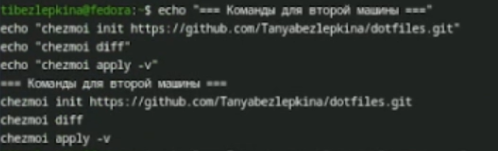 tibezlepkina@fedora:~$ echo "=== Команды для второй машины ==="
echo "chezmoi init https://github.com/Tanyabezlepkina/dotfiles.git"
echo "chezmoi diff"
echo "chezmoi apply -v"
=== Команды для второй машины ===
chezmoi init https://github.com/Tanyabezlepkina/dotfiles.git
chezmoi diff
chezmoi apply -v